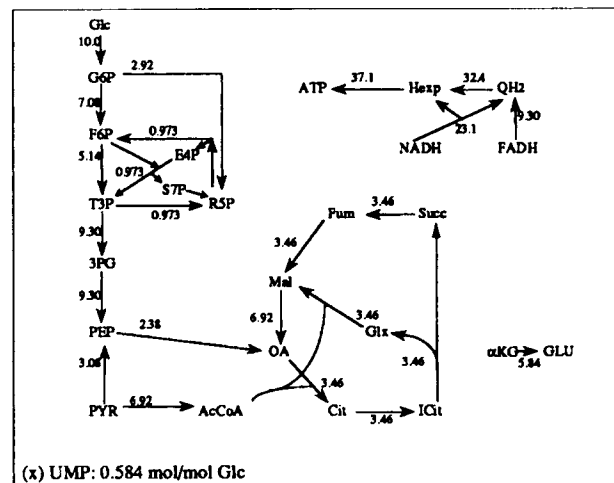 Glc
10.0
G6P 2.92
7.08
F6P 0.973
5.14 E4P
0.973
S7P
T3P 0.973 R5P
9.30
3PG
9.30
PEP 2.38
3.08
PYR 6.92 AcCoA
ATP 37.1 Hexp 32.4 QH2
23.1 9.30
NADH FADH
Fum 3.46 Succ
3.46
Mal
6.92 3.46
Glx
OA 3.46
αKG GLU
5.84
3.46
Cit 3.46 ICit
(x) UMP: 0.584 mol/mol Glc